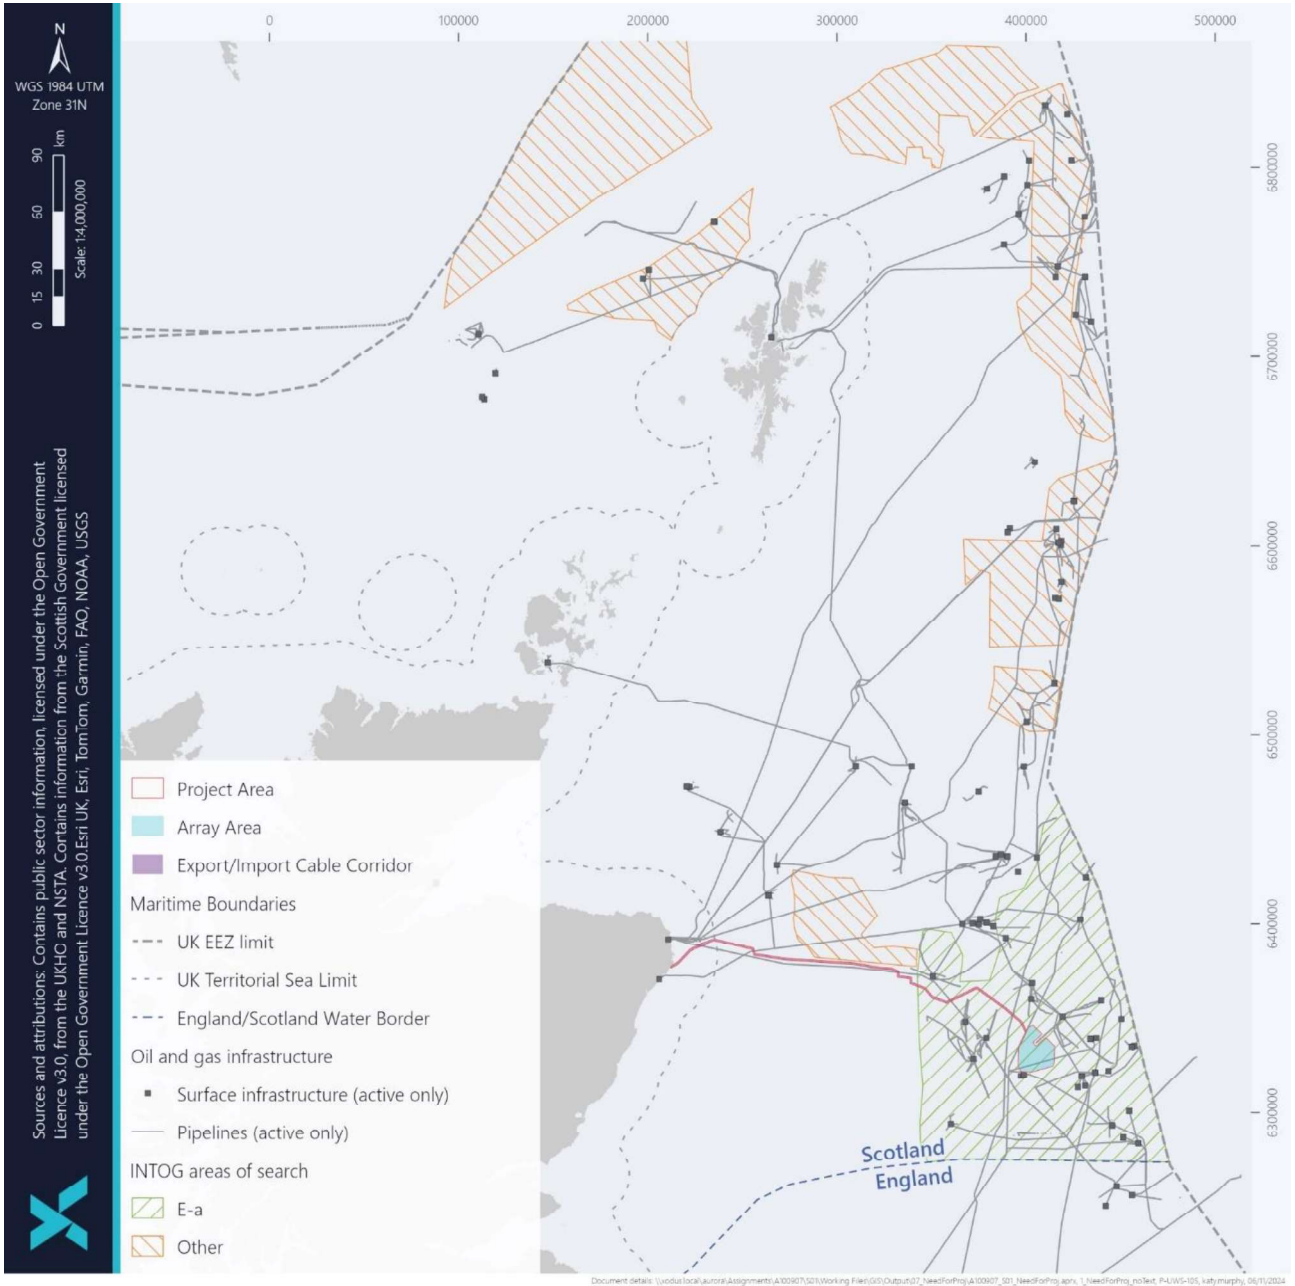 N
WGS 1984 UTM
Zone 31N
0 15 30 60 90 km
Scale: 1:4,000,000
Sources and attributions: Contains public sector information, licensed under the Open Government
Licence v3.0, from the UKHO and NSTA. Contains information from the Scottish Government licensed
under the Open Government Licence v3.0.Esri UK, Esri, TomTom, Garmin, FAO, NOAA, USGS
0 100000 200000 300000 400000 500000
6800000
6700000
6600000
6500000
6400000
6300000
Project Area
Array Area
Export/Import Cable Corridor
Maritime Boundaries
UK EEZ limit
UK Territorial Sea Limit
England/Scotland Water Border
Oil and gas infrastructure
Surface infrastructure (active only)
Pipelines (active only)
INTOG areas of search
E-a
Other
Scotland
England